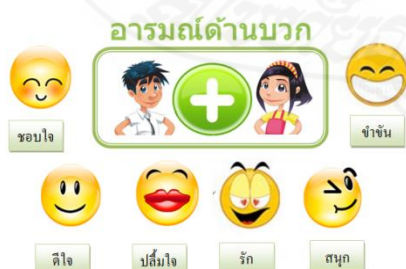 อารมณ์ด้านบวก
ชอบใจ
ขำขัน
ดีใจ
ปลื้มใจ
รัก
สนุก